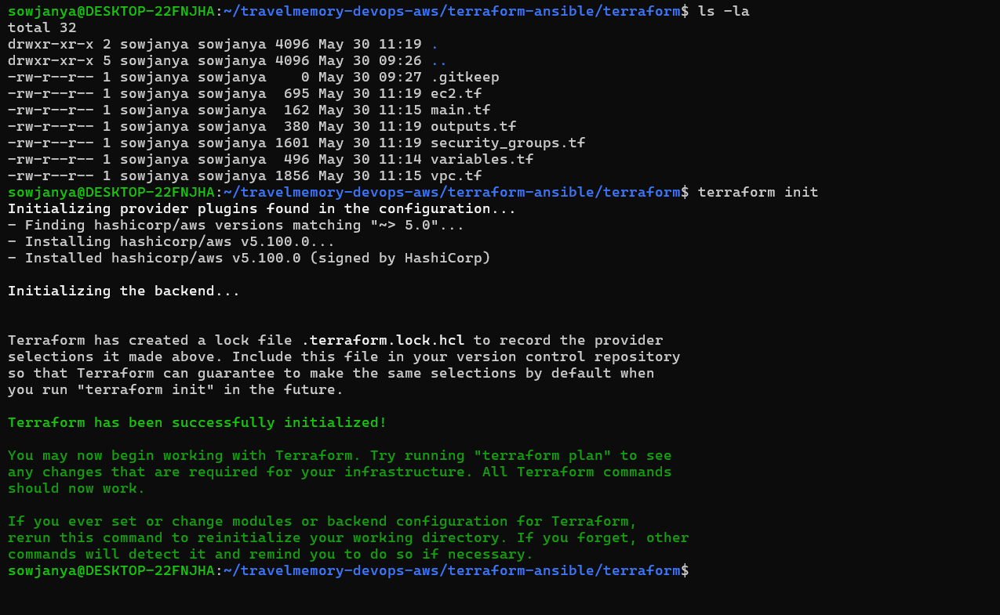 sowjanya@DESKTOP-22FNJHA:~/travelmemory-devops-aws/terraform-ansible/terraform$ ls -la
total 32
drwxr-xr-x 2 sowjanya sowjanya 4096 May 30 11:19 .
drwxr-xr-x 5 sowjanya sowjanya 4096 May 30 09:26 ..
-rw-r--r-- 1 sowjanya sowjanya    0 May 30 09:27 .gitkeep
-rw-r--r-- 1 sowjanya sowjanya  695 May 30 11:19 ec2.tf
-rw-r--r-- 1 sowjanya sowjanya  162 May 30 11:15 main.tf
-rw-r--r-- 1 sowjanya sowjanya  380 May 30 11:19 outputs.tf
-rw-r--r-- 1 sowjanya sowjanya 1601 May 30 11:19 security_groups.tf
-rw-r--r-- 1 sowjanya sowjanya  496 May 30 11:14 variables.tf
-rw-r--r-- 1 sowjanya sowjanya 1856 May 30 11:15 vpc.tf
sowjanya@DESKTOP-22FNJHA:~/travelmemory-devops-aws/terraform-ansible/terraform$ terraform init
Initializing provider plugins found in the configuration...
- Finding hashicorp/aws versions matching "~> 5.0"...
- Installing hashicorp/aws v5.100.0...
- Installed hashicorp/aws v5.100.0 (signed by HashiCorp)
Initializing the backend...
Terraform has created a lock file .terraform.lock.hcl to record the provider
selections it made above. Include this file in your version control repository
so that Terraform can guarantee to make the same selections by default when
you run "terraform init" in the future.
Terraform has been successfully initialized!
You may now begin working with Terraform. Try running "terraform plan" to see
any changes that are required for your infrastructure. All Terraform commands
should now work.
If you ever set or change modules or backend configuration for Terraform,
rerun this command to reinitialize your working directory. If you forget, other
commands will detect it and remind you to do so if necessary.
sowjanya@DESKTOP-22FNJHA:~/travelmemory-devops-aws/terraform-ansible/terraform$